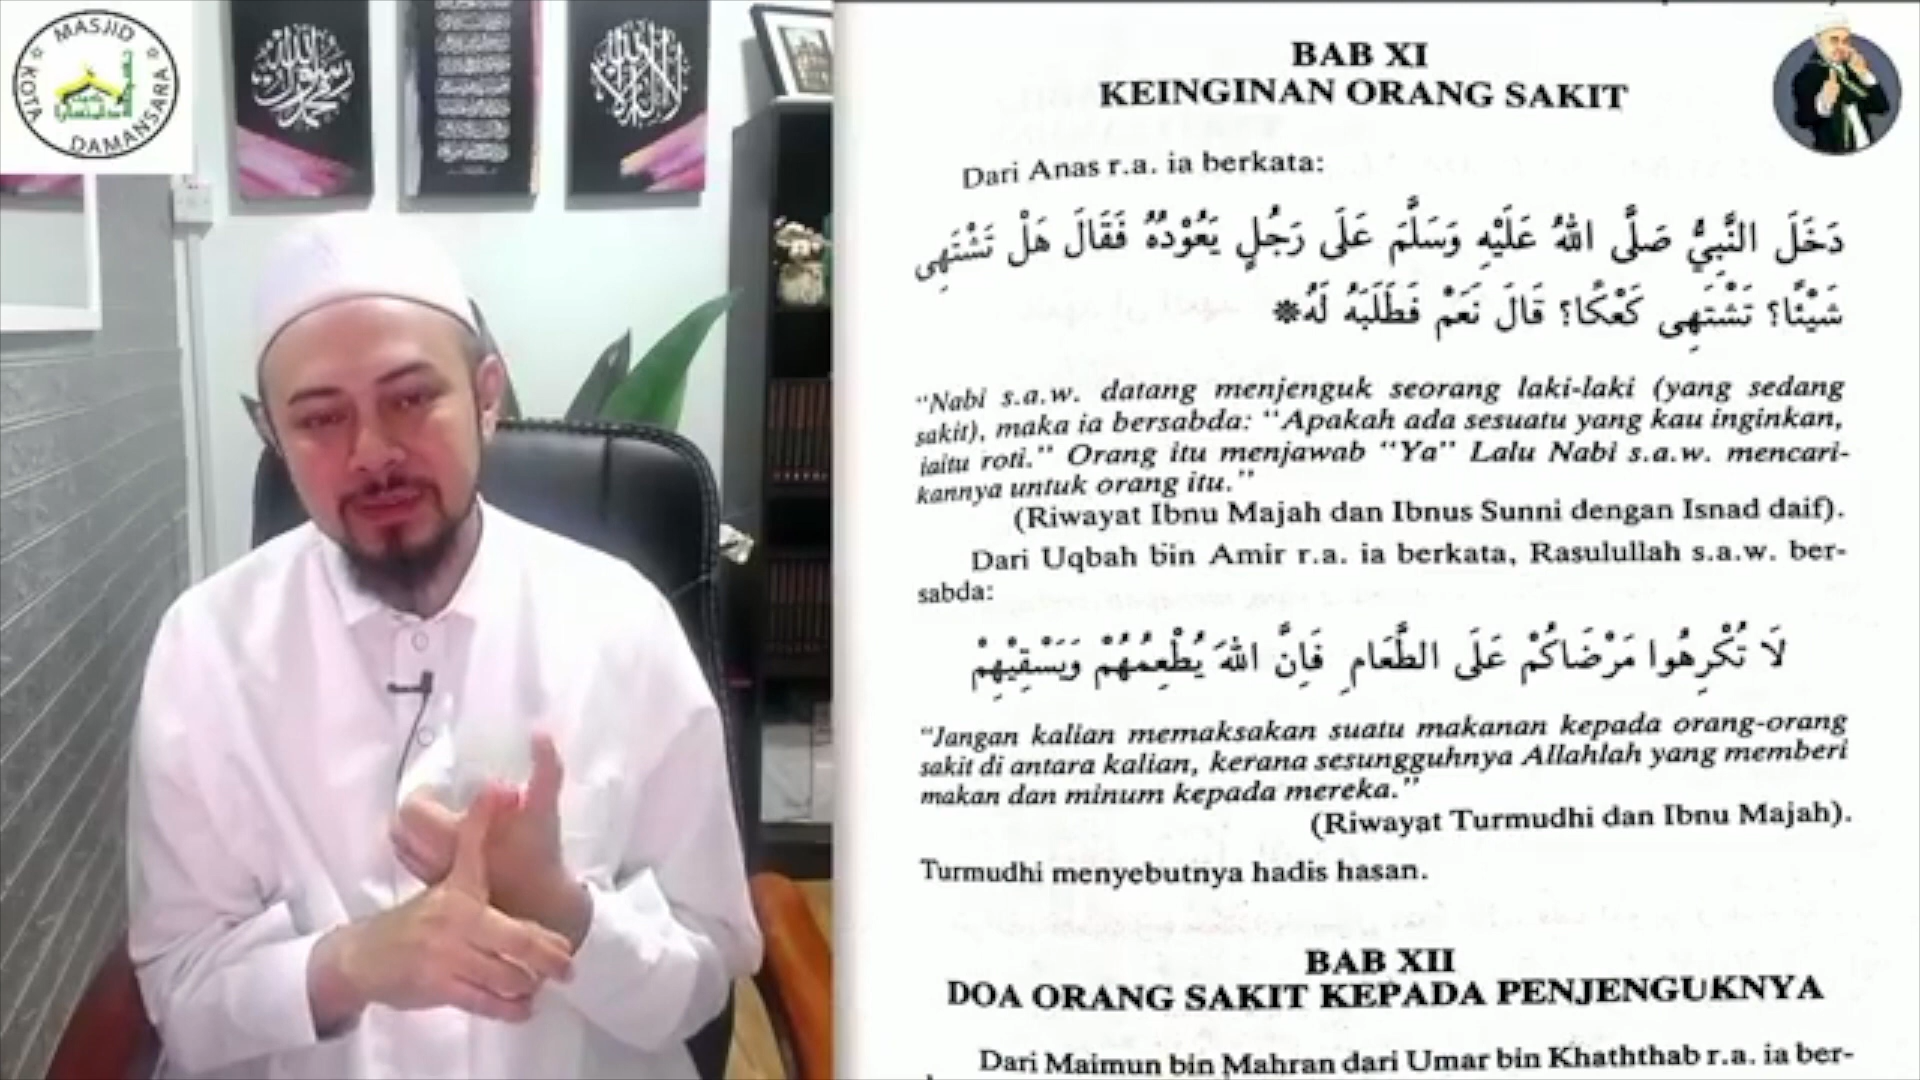 MASJID
KOTA DAMANSARA
BAB XI
KEINGINAN ORANG SAKIT
Dari Anas r.a. ia berkata:
دَخَلَ النَّبِيُّ صَلَّى اللهُ عَلَيْهِ وَسَلَّمَ عَلَى رَجُلٍ يَعُوْدُهُ فَقَالَ هَلْ تَشْتَهِى
شَيْئًا؟ تَشْتَهِى كَعْكًا؟ قَالَ نَعَمْ فَطَلَبَهُ لَهُ*
“Nabi s.a.w. datang menjenguk seorang laki-laki (yang sedang
sakit), maka ia bersabda: “Apakah ada sesuatu yang kau inginkan,
iaitu roti.” Orang itu menjawab “Ya” Lalu Nabi s.a.w. mencari-
kannya untuk orang itu.”
(Riwayat Ibnu Majah dan Ibnus Sunni dengan Isnad daif).
Dari Uqbah bin Amir r.a. ia berkata, Rasulullah s.a.w. ber-
sabda:
لَا تُكْرِهُوا مَرْضَاكُمْ عَلَى الطَّعَامِ فَاِنَّ اللهَ يُطْعِمُهُمْ وَيَسْقِيْهِمْ
“Jangan kalian memaksakan suatu makanan kepada orang-orang
sakit di antara kalian, kerana sesungguhnya Allahlah yang memberi
makan dan minum kepada mereka.”
(Riwayat Turmudhi dan Ibnu Majah).
Turmudhi menyebutnya hadis hasan.
BAB XII
DOA ORANG SAKIT KEPADA PENJENGUKNYA
Dari Maimun bin Mahran dari Umar bin Khaththab r.a. ia ber-